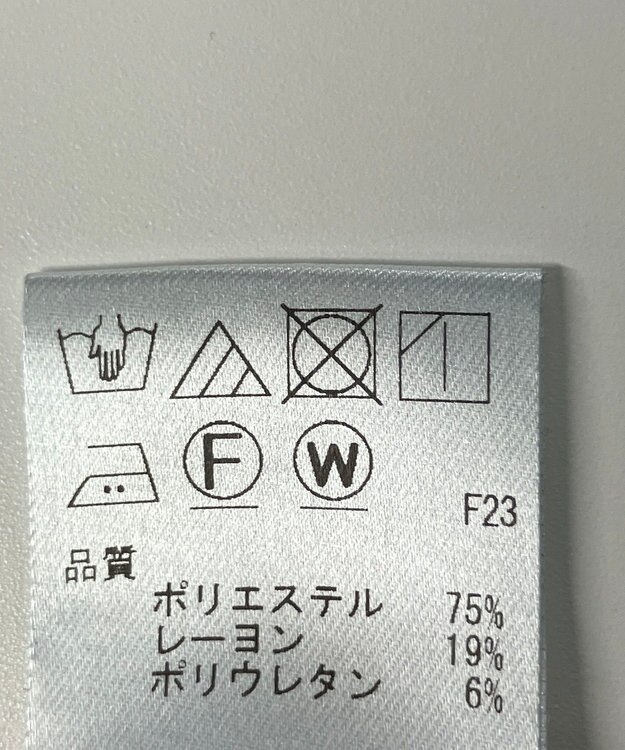 F W
F23
品質
ポリエステル 75%
レーヨン 19%
ポリウレタン 6%